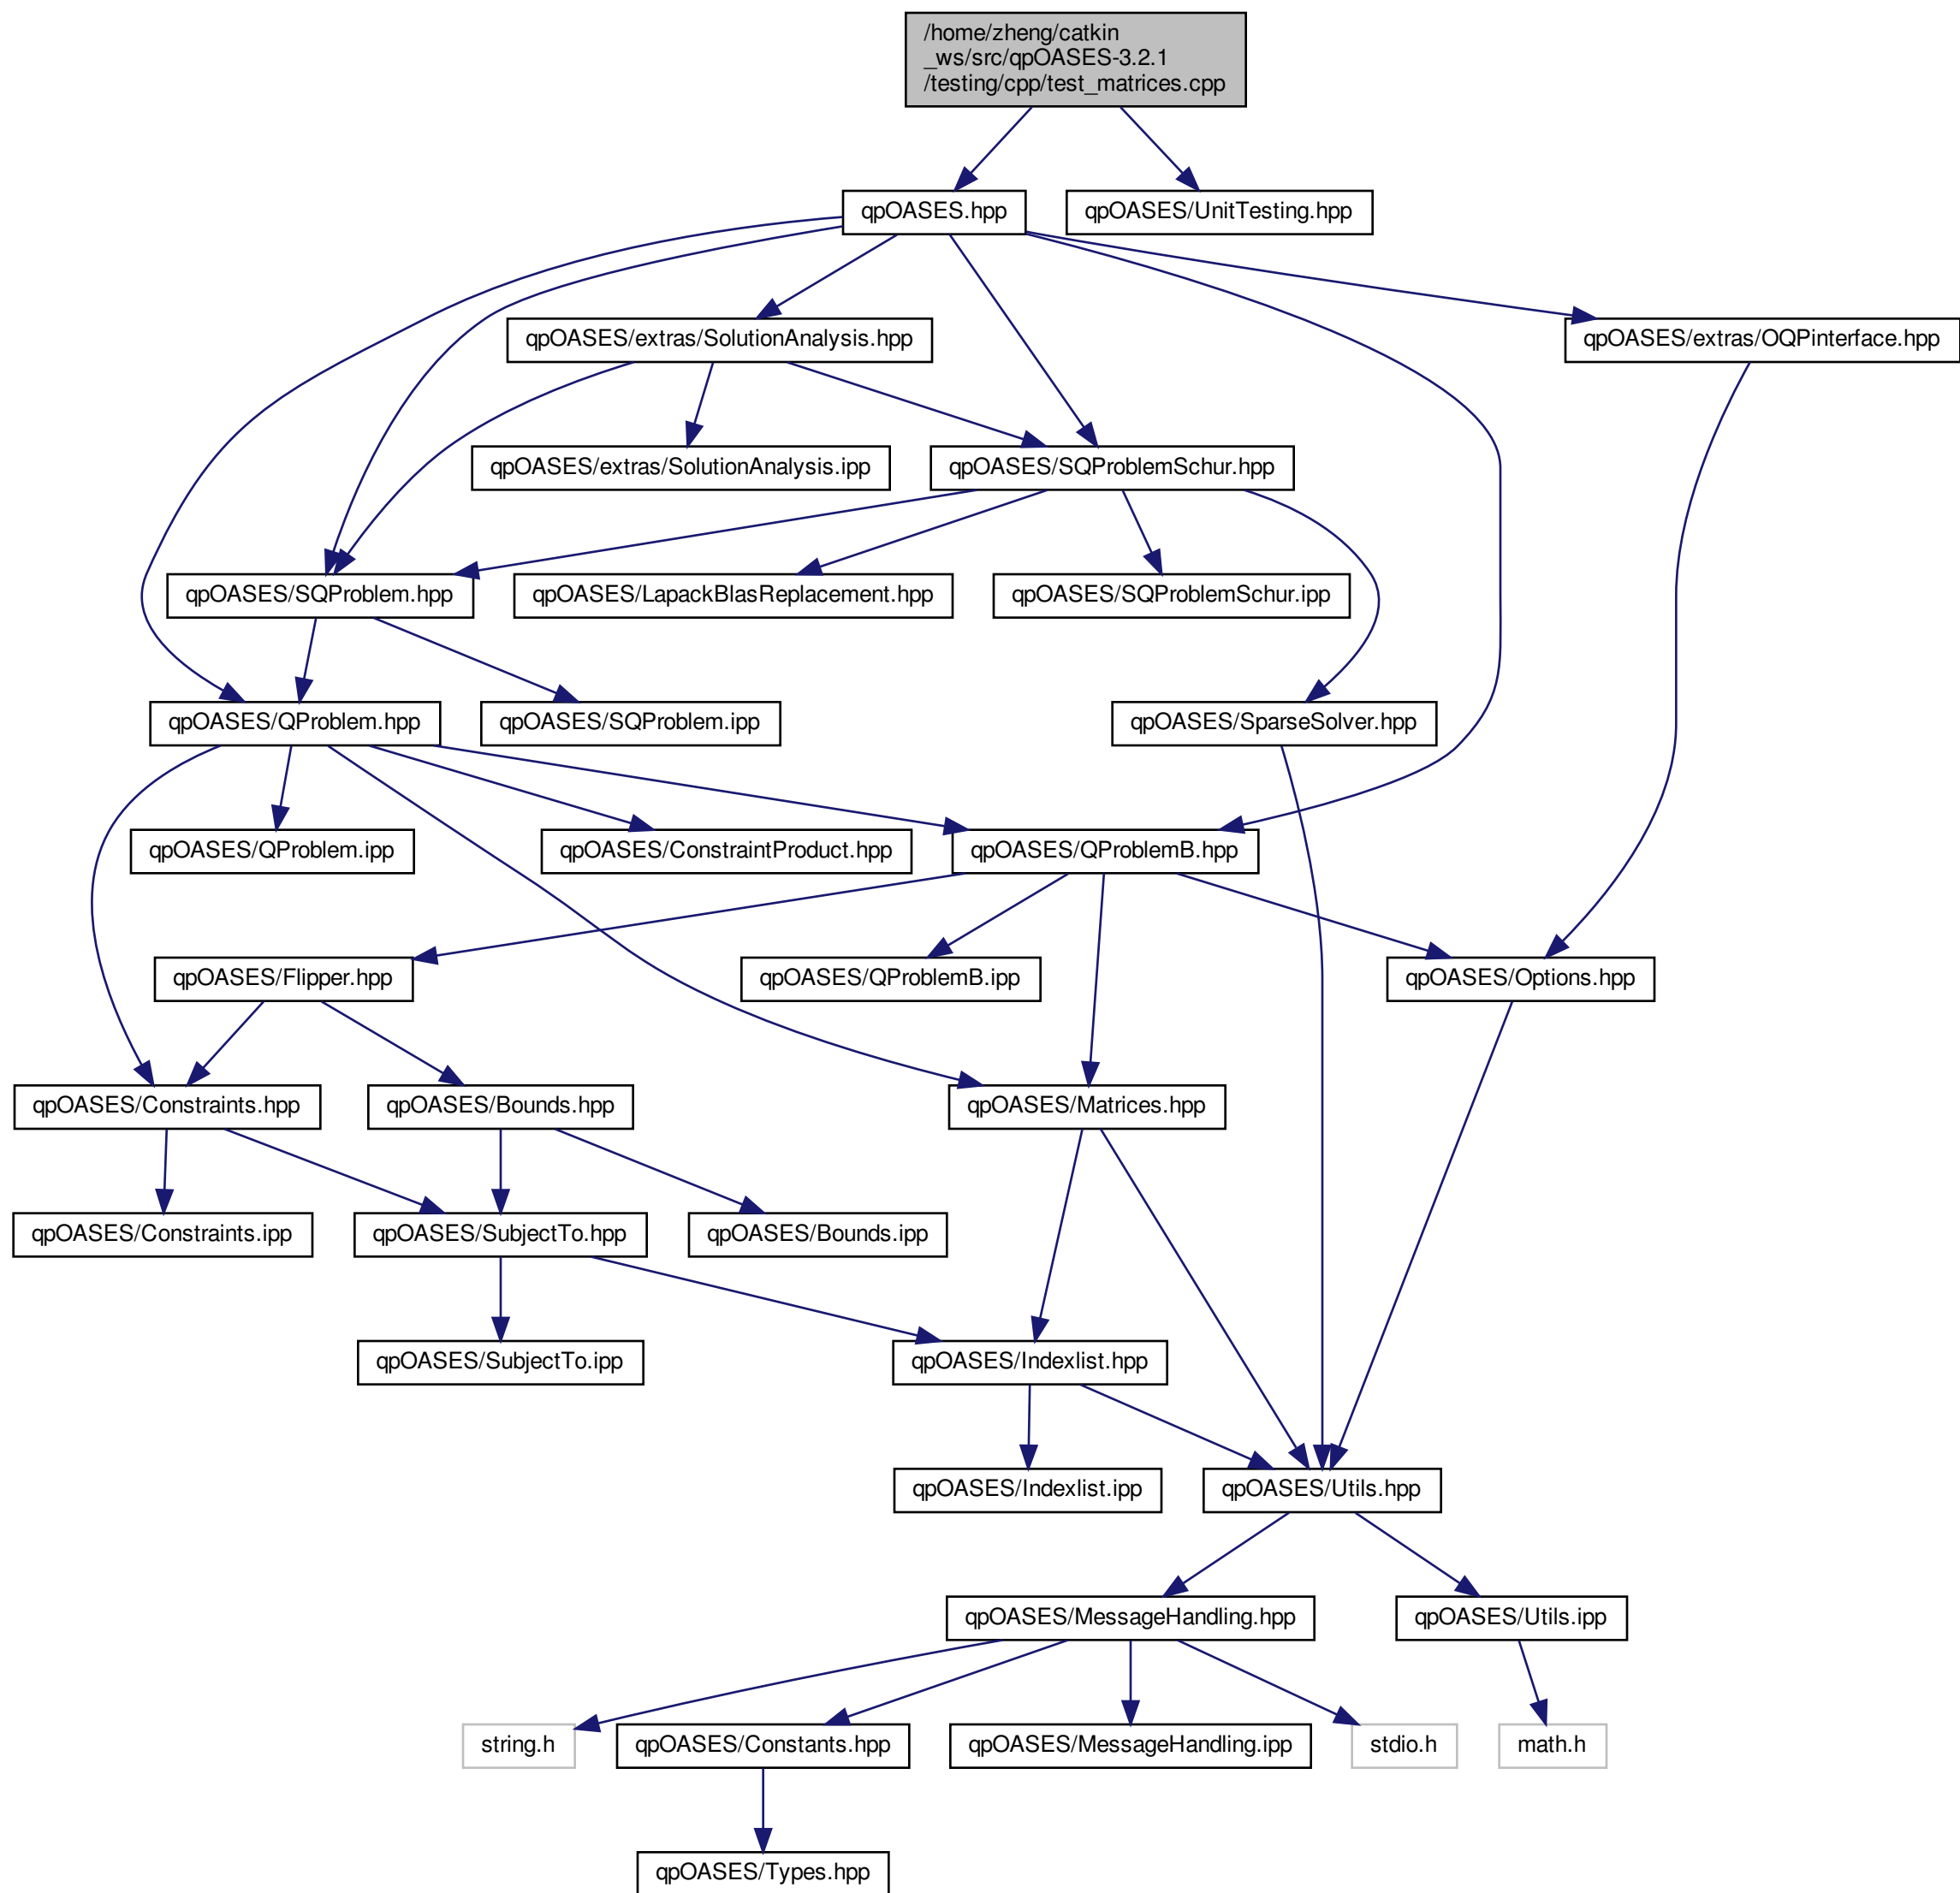 /home/zheng/catkin
_ws/src/qpOASES-3.2.1
/testing/cpp/test_matrices.cpp
qpOASES.hpp
qpOASES/UnitTesting.hpp
qpOASES/extras/SolutionAnalysis.hpp
qpOASES/extras/OQPinterface.hpp
qpOASES/extras/SolutionAnalysis.ipp
qpOASES/SQProblemSchur.hpp
qpOASES/SQProblem.hpp
qpOASES/LapackBlasReplacement.hpp
qpOASES/SQProblemSchur.ipp
qpOASES/QProblem.hpp
qpOASES/SQProblem.ipp
qpOASES/SparseSolver.hpp
qpOASES/QProblem.ipp
qpOASES/ConstraintProduct.hpp
qpOASES/QProblemB.hpp
qpOASES/Flipper.hpp
qpOASES/QProblemB.ipp
qpOASES/Options.hpp
qpOASES/Constraints.hpp
qpOASES/Bounds.hpp
qpOASES/Matrices.hpp
qpOASES/Constraints.ipp
qpOASES/SubjectTo.hpp
qpOASES/Bounds.ipp
qpOASES/SubjectTo.ipp
qpOASES/Indexlist.hpp
qpOASES/Indexlist.ipp
qpOASES/Utils.hpp
qpOASES/MessageHandling.hpp
qpOASES/Utils.ipp
string.h
qpOASES/Constants.hpp
qpOASES/MessageHandling.ipp
stdio.h
math.h
qpOASES/Types.hpp